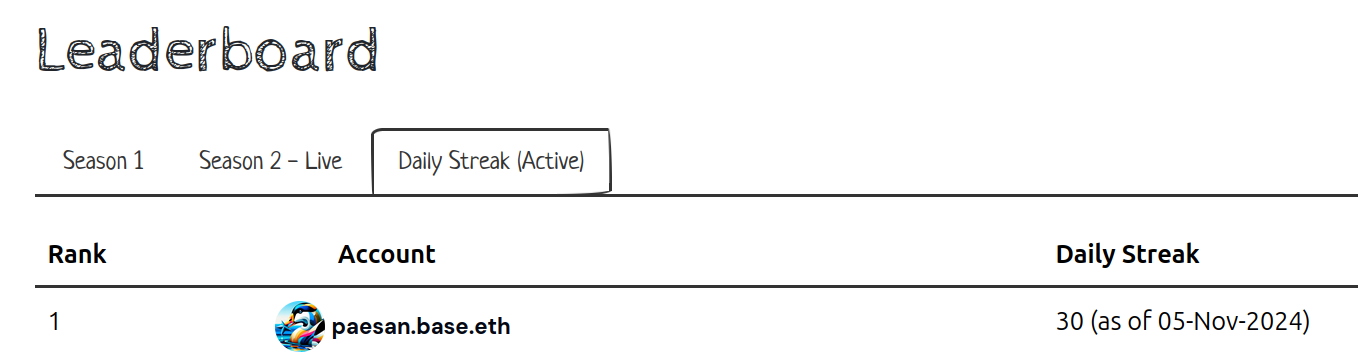 Leaderboard
Season 1 Season 2 – Live Daily Streak (Active)
Rank Account Daily Streak
1 paesan.base.eth 30 (as of 05-Nov-2024)